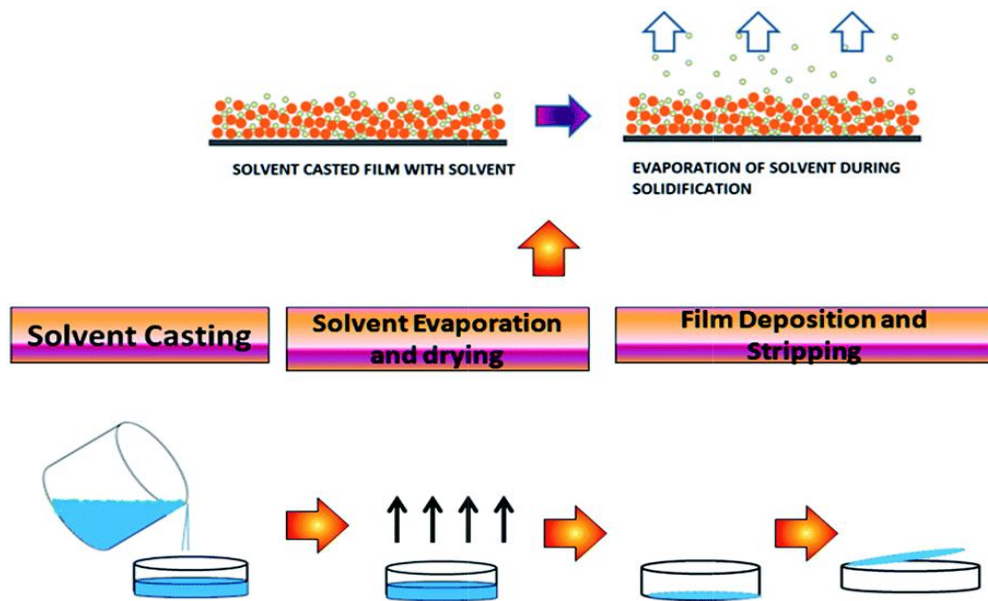 SOLVENT CASTED FILM WITH SOLVENT
EVAPORATION OF SOLVENT DURING
SOLIDIFICATION
Solvent Casting
Solvent Evaporation
and drying
Film Deposition and
Stripping